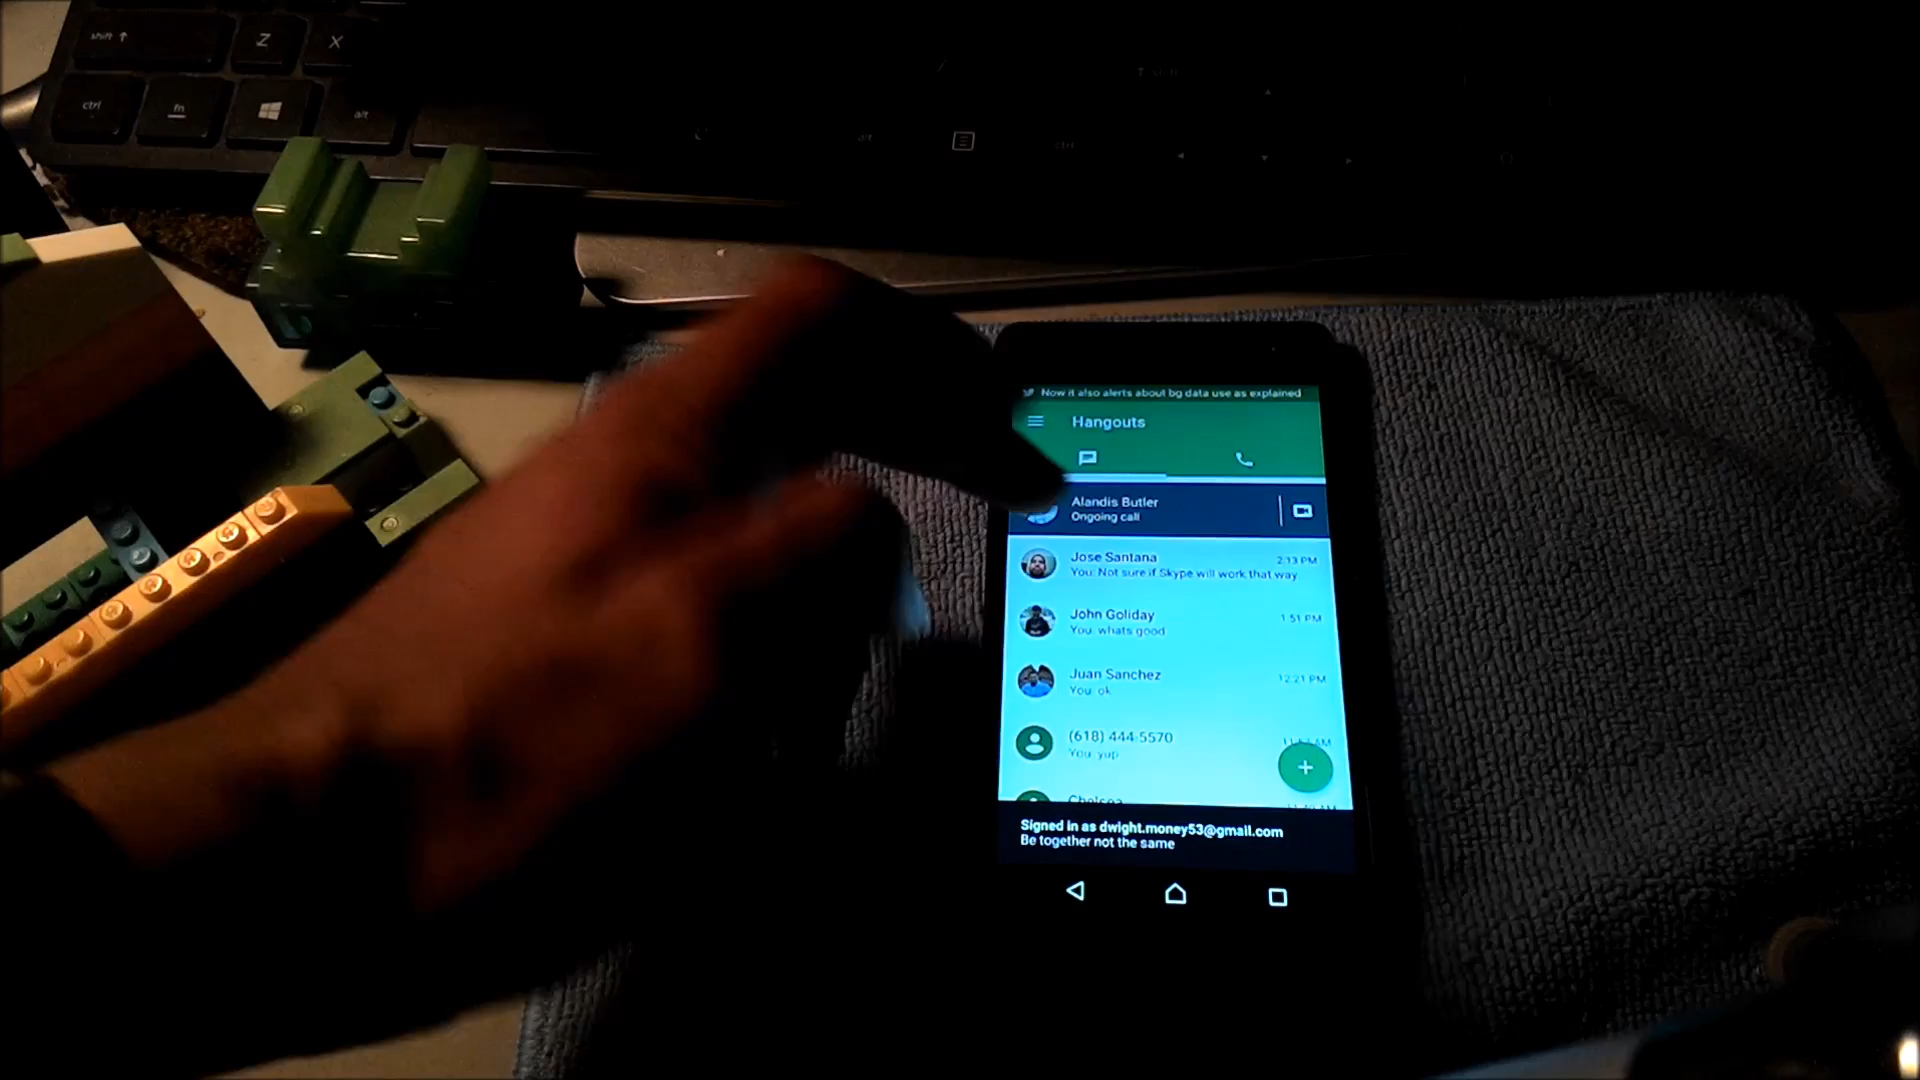 shift ↑
Z
X
ctrl
fn
alt
alt
ctrl
Now it also alerts about bg data use as explained
Hangouts
Alandis Butler
Ongoing call
Jose Santana
2:13 PM
You: Not sure if Skype will work that way
John Goliday
1:51 PM
You: whats good
Juan Sanchez
12:21 PM
You: ok
(618) 444-5570
You: yup
Chelsea
Signed in as dwight.money53@gmail.com
Be together not the same